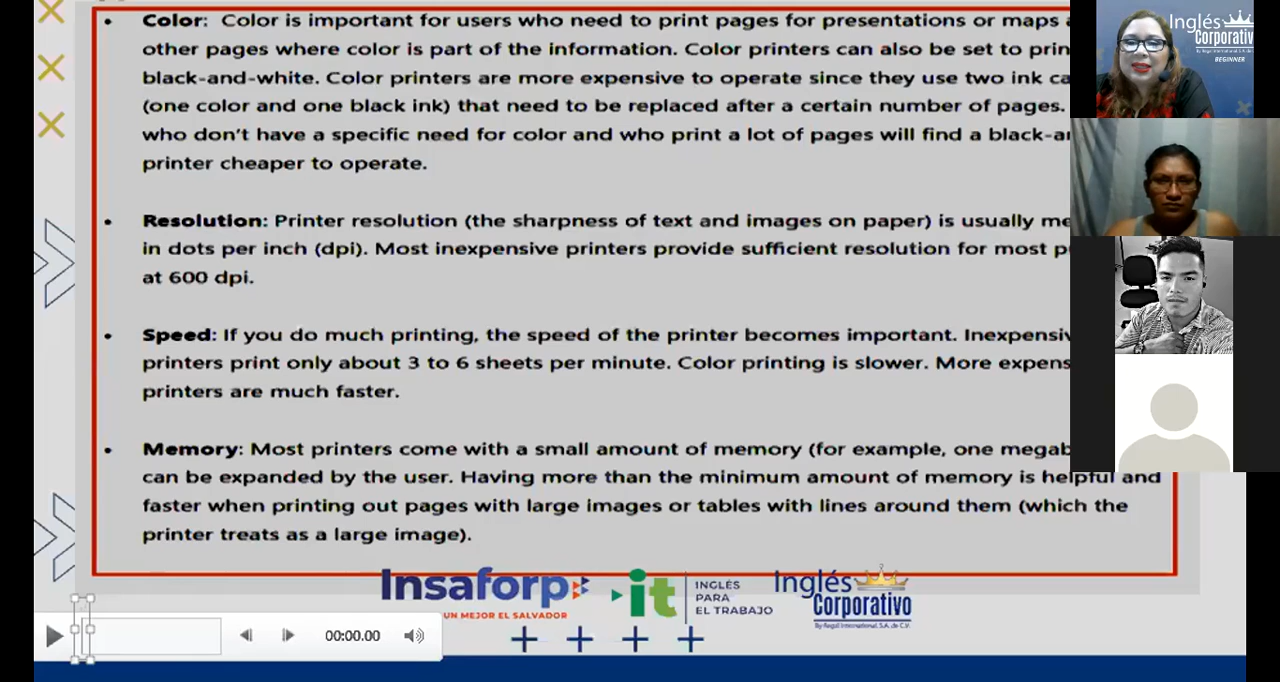 • Color: Color is important for users who need to print pages for presentations or maps
other pages where color is part of the information. Color printers can also be set to
black-and-white. Color printers are more expensive to operate since they use two ink
(one color and one black ink) that need to be replaced after a certain number of pages.
who don't have a specific need for color and who print a lot of pages will find a
printer cheaper to operate.
• Resolution: Printer resolution (the sharpness of text and images on paper) is usually
in dots per inch (dpi). Most inexpensive printers provide sufficient resolution for most
at 600 dpi.
• Speed: If you do much printing, the speed of the printer becomes important.
printers print only about 3 to 6 sheets per minute. Color printing is slower. More
printers are much faster.
• Memory: Most printers come with a small amount of memory (for example, one
can be expanded by the user. Having more than the minimum amount of memory is helpful and
faster when printing out pages with large images or tables with lines around them (which the
printer treats as a large image).
Insaforp
UN MEJOR EL SALVADOR
it
INGLÉS
PARA
EL TRABAJO
Inglés
Corporativo
By Regal International, S.A. de C.V.
00:00.00
Inglés
Corporativo
By Regal International, S.A. de C.V.
BEGINNER